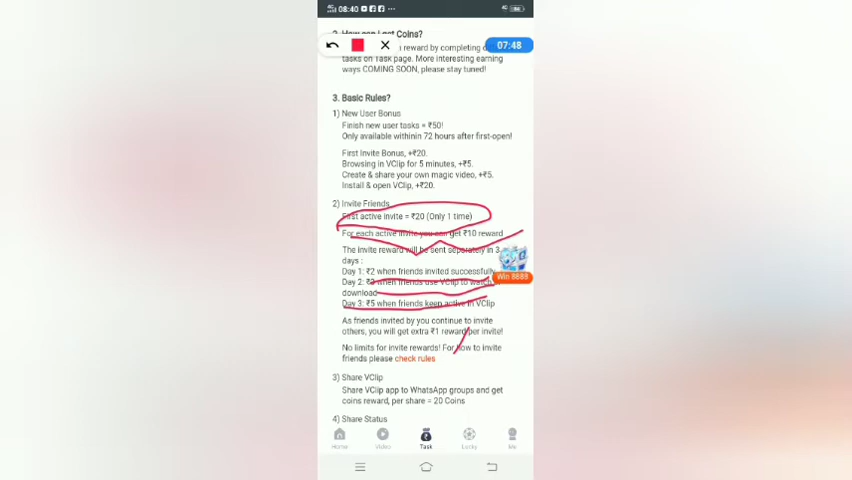 08:40
4G
07:48
2. How can I get Coins?
reward by completing
tasks on Task page. More interesting earning
ways COMING SOON, please stay tuned!
3. Basic Rules?
1) New User Bonus
Finish new user tasks = ₹50!
Only available withinin 72 hours after first-open!
First Invite Bonus, +₹20.
Browsing in VClip for 5 minutes, +₹5.
Create & share your own magic video, +₹5.
Install & open VClip, +₹20.
2) Invite Friends
First active invite = ₹20 (Only 1 time)
For each active invite you can get ₹10 reward
The invite reward will be sent separately in 3
days :
Day 1: ₹2 when friends invited successfully
Day 2: ₹3 when friends use VClip to watch
download
Day 3: ₹5 when friends keep active in VClip
Win 8888
As friends invited by you continue to invite
others, you will get extra ₹1 reward per invite!
No limits for invite rewards! For how to invite
friends please check rules
3) Share VClip
Share VClip app to WhatsApp groups and get
coins reward, per share = 20 Coins
4) Share Status
Home Video Task Lucky Me